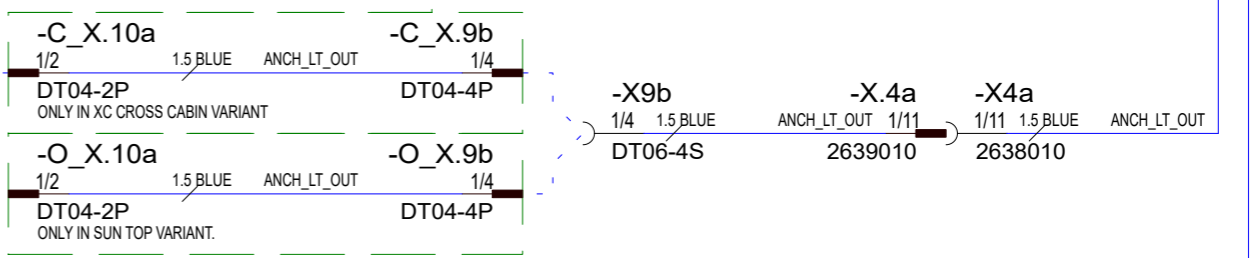 -C_X.10a -C_X.9b
1/2 1.5 BLUE ANCH_LT_OUT 1/4
DT04-2P DT04-4P
ONLY IN XC CROSS CABIN VARIANT
-X9b -X.4a -X4a
1/4 1.5 BLUE ANCH_LT_OUT 1/11 1/11 1.5 BLUE ANCH_LT_OUT
DT06-4S 2639010 2638010
-O_X.10a -O_X.9b
1/2 1.5 BLUE ANCH_LT_OUT 1/4
DT04-2P DT04-4P
ONLY IN SUN TOP VARIANT.